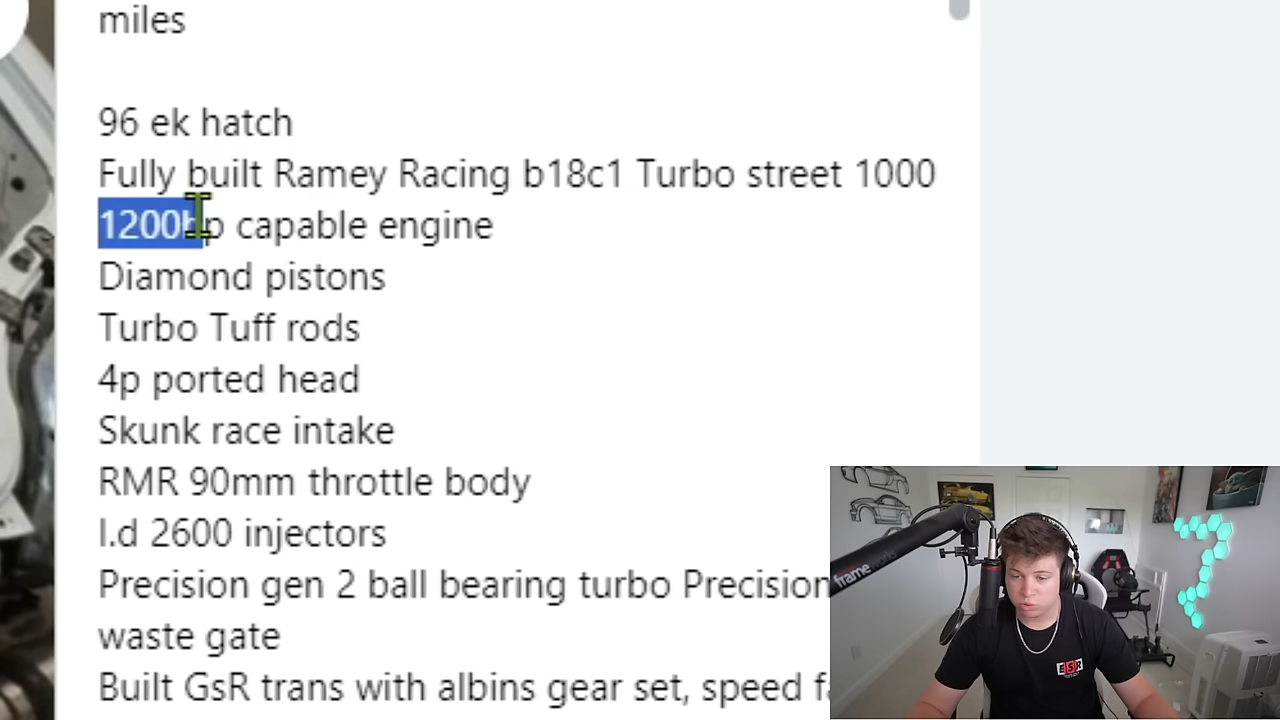 miles
96 ek hatch
Fully built Ramey Racing b18c1 Turbo street 1000
1200hp capable engine
Diamond pistons
Turbo Tuff rods
4p ported head
Skunk race intake
RMR 90mm throttle body
I.d 2600 injectors
Precision gen 2 ball bearing turbo Precision
waste gate
Built GsR trans with albins gear set, speed
frameworks
ESR